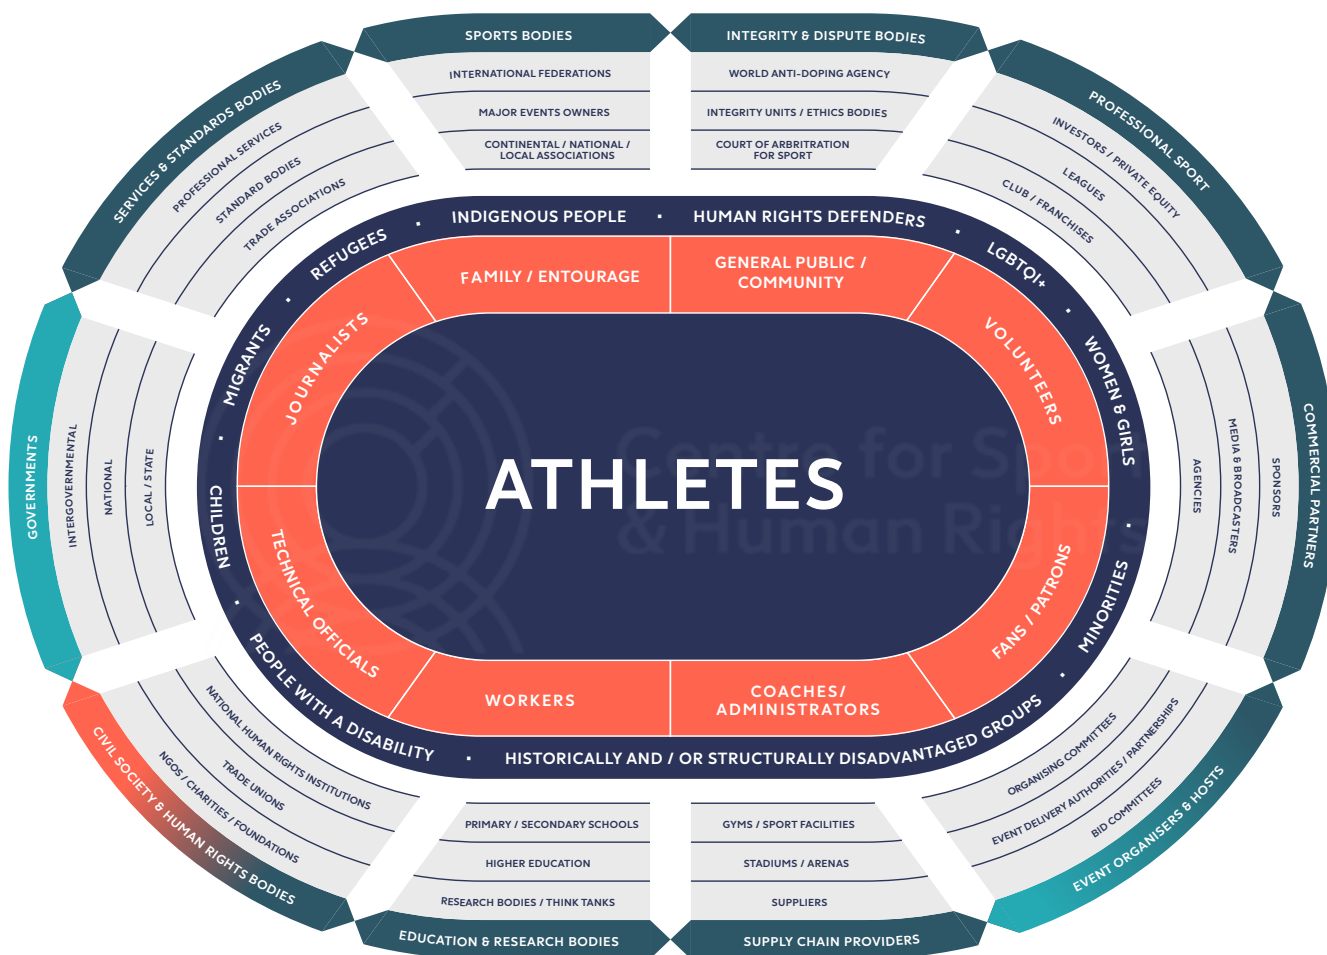 SPORTS BODIES
INTERNATIONAL FEDERATIONS
MAJOR EVENTS OWNERS
CONTINENTAL / NATIONAL /
LOCAL ASSOCIATIONS
INTEGRITY & DISPUTE BODIES
WORLD ANTI-DOPING AGENCY
INTEGRITY UNITS / ETHICS BODIES
COURT OF ARBRITRATION
FOR SPORT
PROFESSIONAL SPORT
INVESTORS / PRIVATE EQUITY
LEAGUES
CLUB / FRANCHISES
COMMERCIAL PARTNERS
SPONSORS
MEDIA & BROADCASTERS
AGENCIES
EVENT ORGANISERS & HOSTS
BID COMMITTEES
EVENT DELIVERY AUTHORITIES / PARTNERSHIPS
ORGANISING COMMITTEES
SUPPLY CHAIN PROVIDERS
SUPPLIERS
STADIUMS / ARENAS
GYMS / SPORT FACILITIES
EDUCATION & RESEARCH BODIES
RESEARCH BODIES / THINK TANKS
HIGHER EDUCATION
PRIMARY / SECONDARY SCHOOLS
CIVIL SOCIETY & HUMAN RIGHTS BODIES
NGOS / CHARITIES / FOUNDATIONS
TRADE UNIONS
NATIONAL HUMAN RIGHTS INSTITUTIONS
GOVERNMENTS
INTERGOVERNMENTAL
NATIONAL
LOCAL / STATE
SERVICES & STANDARDS BODIES
PROFESSIONAL SERVICES
STANDARD BODIES
TRADE ASSOCIATIONS
INDIGENOUS PEOPLE · HUMAN RIGHTS DEFENDERS · LGBTQI+ · WOMEN & GIRLS · MINORITIES · HISTORICALLY AND / OR STRUCTURALLY DISADVANTAGED GROUPS · PEOPLE WITH A DISABILITY · CHILDREN · MIGRANTS · REFUGEES ·
FAMILY / ENTOURAGE
GENERAL PUBLIC /
COMMUNITY
VOLUNTEERS
FANS / PATRONS
COACHES/
ADMINISTRATORS
WORKERS
TECHNICAL OFFICIALS
JOURNALISTS
ATHLETES
Centre for Sport
& Human Rights